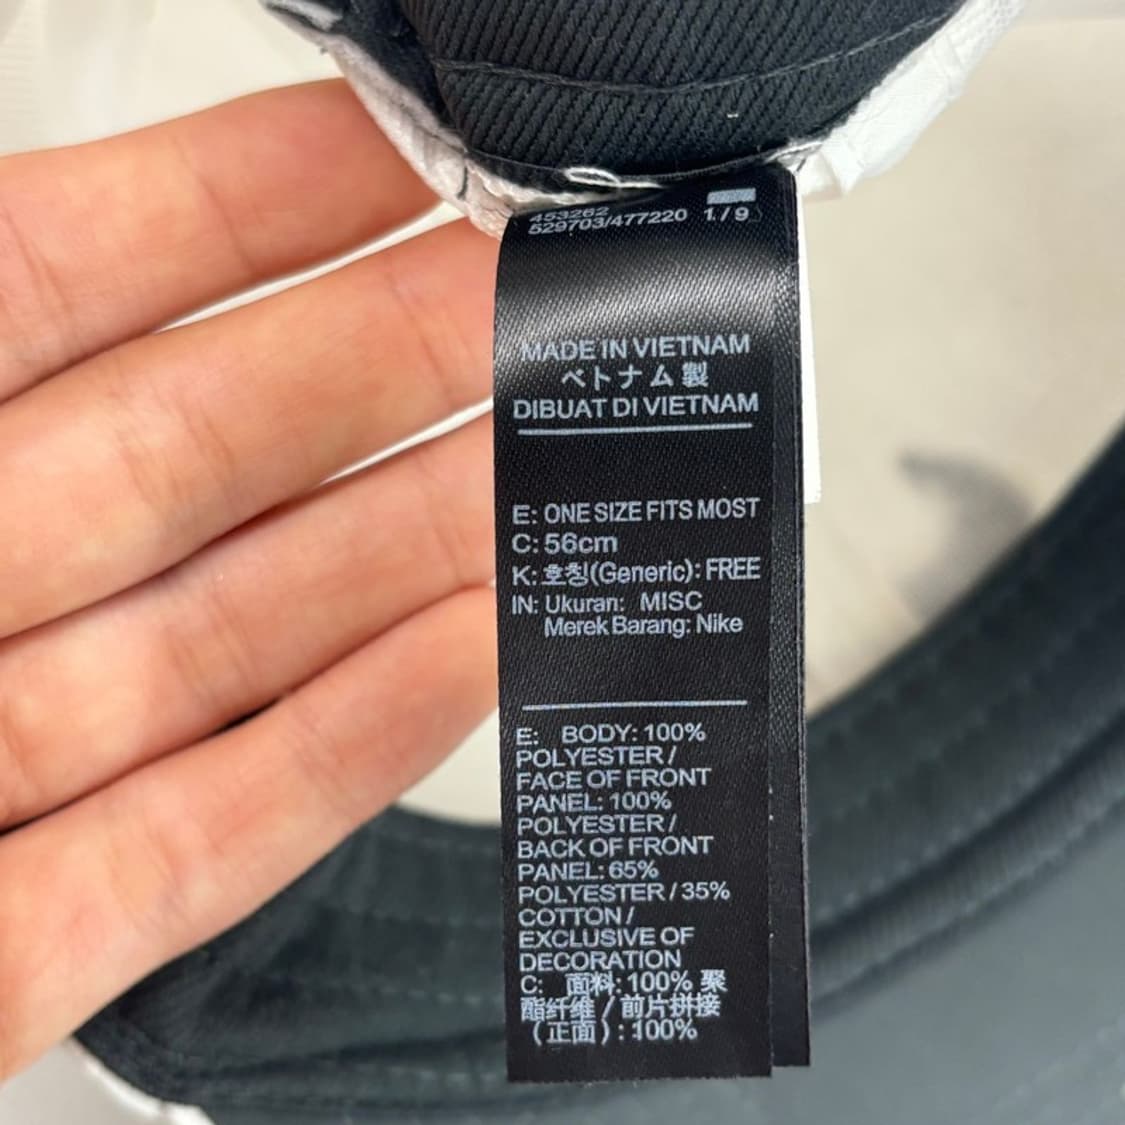 453262
529703/477220 1/9
MADE IN VIETNAM
ベトナム製
DIBUAT DI VIETNAM
E: ONE SIZE FITS MOST
C: 56cm
K: 호칭(Generic): FREE
IN: Ukuran: MISC
Merek Barang: Nike
E: BODY: 100%
POLYESTER /
FACE OF FRONT
PANEL: 100%
POLYESTER /
BACK OF FRONT
PANEL: 65%
POLYESTER / 35%
COTTON /
EXCLUSIVE OF
DECORATION
C: 面料: 100% 聚
酯纤维 / 前片拼接
(正面): 100%